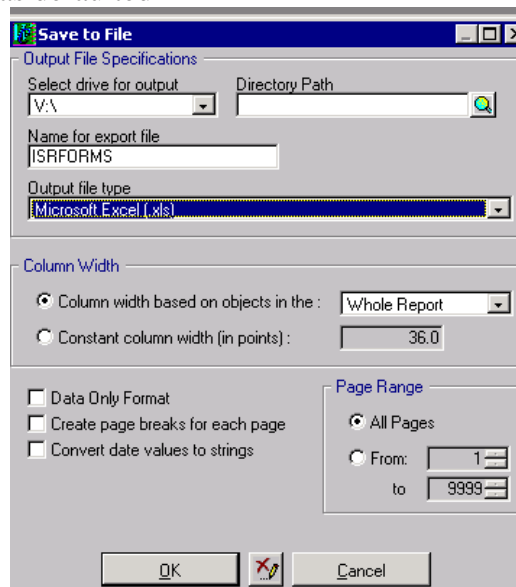 Save to File
Output File Specifications
Select drive for output Directory Path
V:\
Name for export file
ISRFORMS
Output file type
Microsoft Excel (.xls)
Column Width
Column width based on objects in the : Whole Report
Constant column width (in points) : 36.0
Data Only Format
Create page breaks for each page
Convert date values to strings
Page Range
All Pages
From: 1
to 9999
OK Cancel